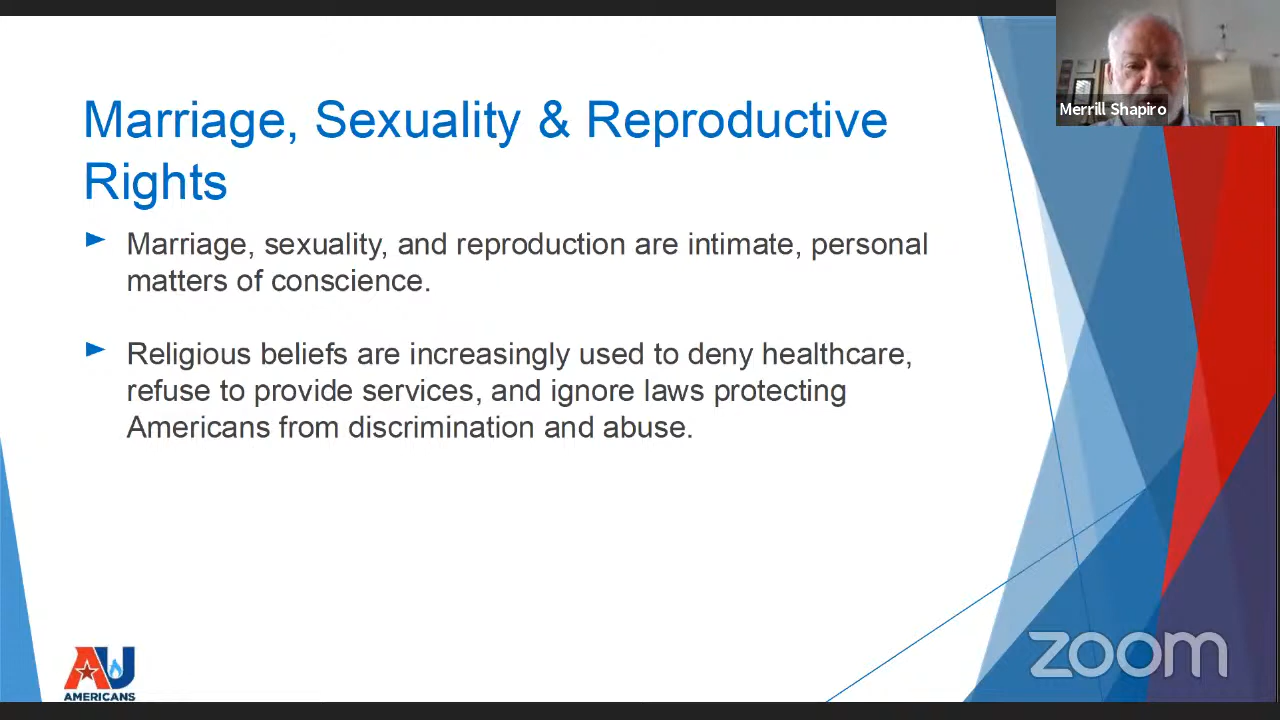 Marriage, Sexuality & Reproductive
Rights
Marriage, sexuality, and reproduction are intimate, personal
matters of conscience.
Religious beliefs are increasingly used to deny healthcare,
refuse to provide services, and ignore laws protecting
Americans from discrimination and abuse.
Merrill Shapiro
AU
AMERICANS
zoom